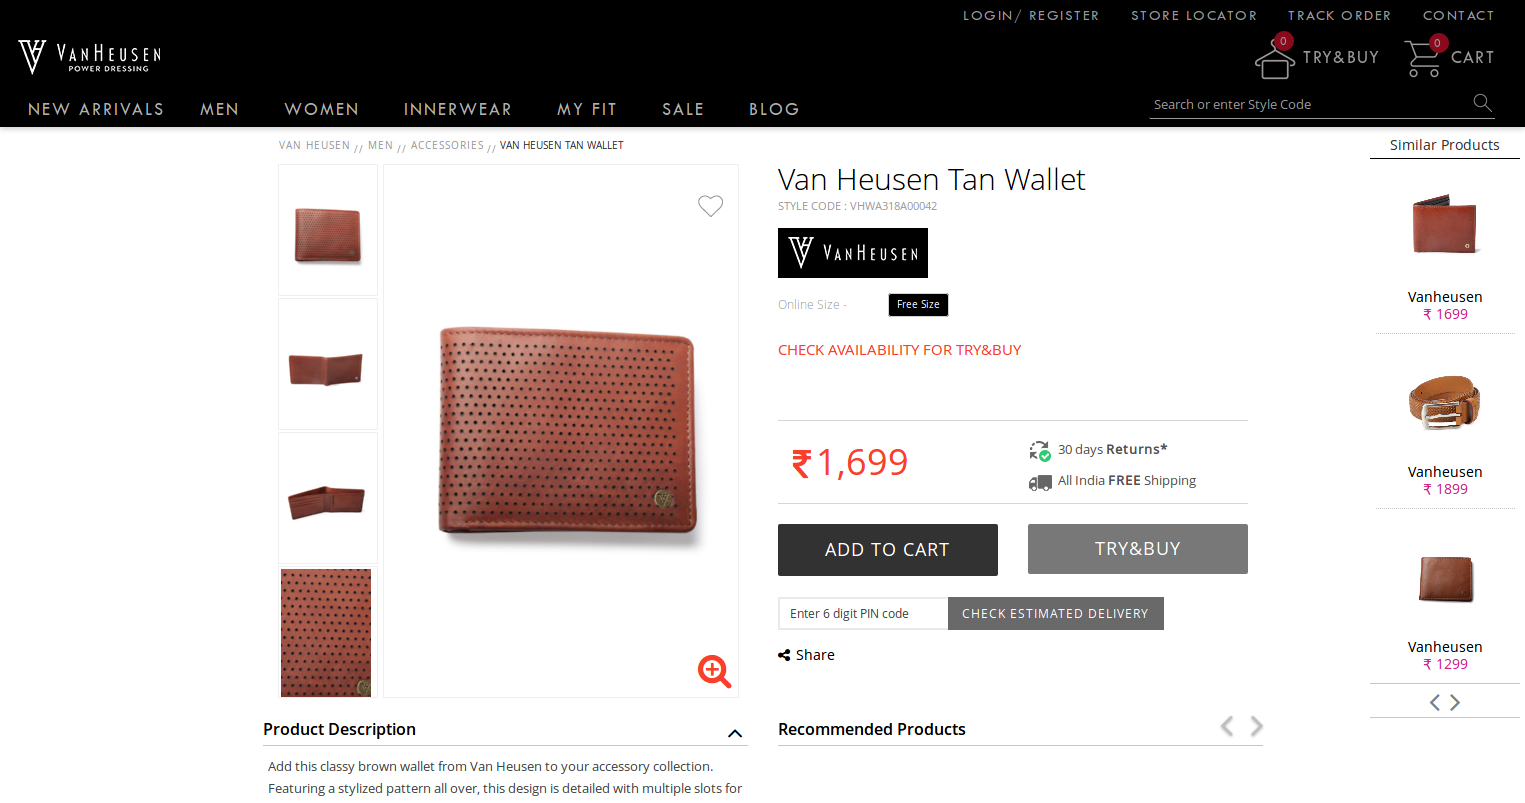 LOGIN/ REGISTER STORE LOCATOR TRACK ORDER CONTACT
VANHEUSEN
POWER DRESSING
0 TRY&BUY 0 CART
NEW ARRIVALS MEN WOMEN INNERWEAR MY FIT SALE BLOG
Search or enter Style Code
VAN HEUSEN // MEN // ACCESSORIES // VAN HEUSEN TAN WALLET
Van Heusen Tan Wallet
STYLE CODE : VHWA318A00042
VANHEUSEN
Online Size - Free Size
CHECK AVAILABILITY FOR TRY&BUY
₹1,699
30 days Returns*
All India FREE Shipping
ADD TO CART TRY&BUY
Enter 6 digit PIN code CHECK ESTIMATED DELIVERY
Share
Similar Products
Vanheusen
₹ 1699
Vanheusen
₹ 1899
Vanheusen
₹ 1299
Product Description
Add this classy brown wallet from Van Heusen to your accessory collection.
Featuring a stylized pattern all over, this design is detailed with multiple slots for
Recommended Products